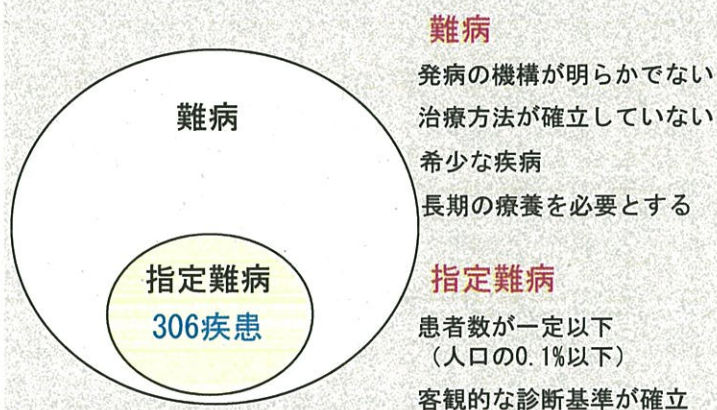 難病
指定難病
306疾患
難病
発病の機構が明らかでない
治療方法が確立していない
希少な疾病
長期の療養を必要とする
指定難病
患者数が一定以下
（人口の0.1%以下）
客観的な診断基準が確立